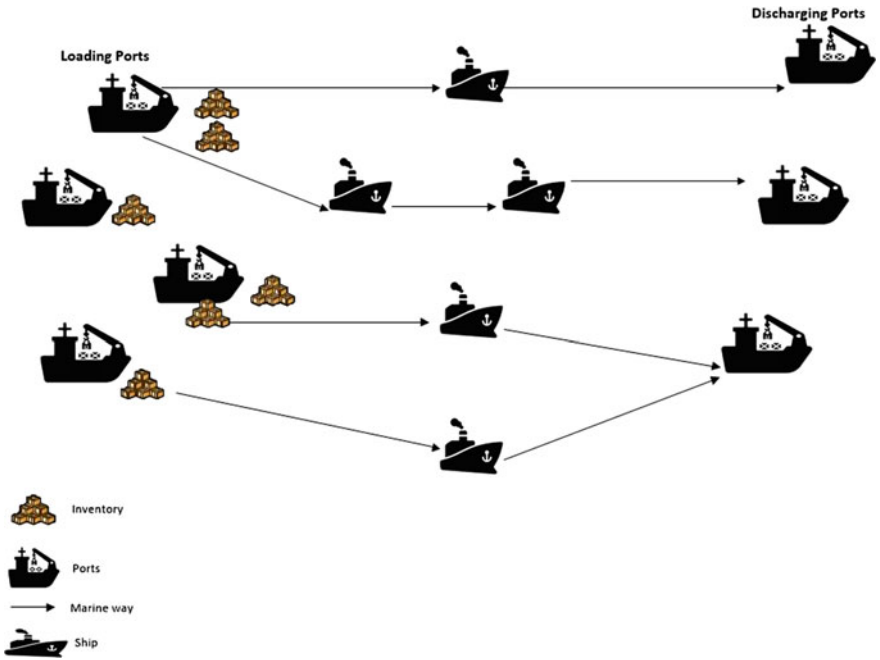 Discharging Ports
Loading Ports
Inventory
Ports
Marine way
Ship